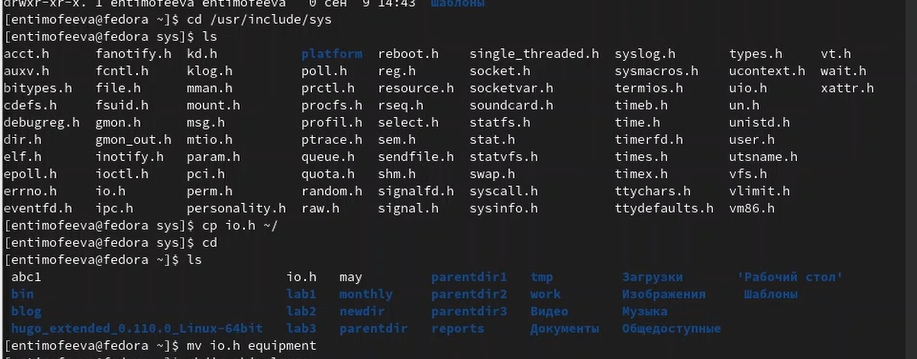 drwxr-xr-x. 1 entimofeeva entimofeeva 0 сен 9 14:43 Шаблоны
[entimofeeva@fedora ~]$ cd /usr/include/sys
[entimofeeva@fedora sys]$ ls
acct.h fanotify.h kd.h platform reboot.h single_threaded.h syslog.h types.h vt.h
auxv.h fcntl.h klog.h poll.h reg.h socket.h sysmacros.h ucontext.h wait.h
bitypes.h file.h mman.h prctl.h resource.h socketvar.h termios.h uio.h xattr.h
cdefs.h fsuid.h mount.h procfs.h rseq.h soundcard.h timeb.h un.h
debugreg.h gmon.h msg.h profil.h select.h statfs.h time.h unistd.h
dir.h gmon_out.h mtio.h ptrace.h sem.h stat.h timerfd.h user.h
elf.h inotify.h param.h queue.h sendfile.h statvfs.h times.h utsname.h
epoll.h ioctl.h pci.h quota.h shm.h swap.h timex.h vfs.h
errno.h io.h perm.h random.h signalfd.h syscall.h ttychars.h vlimit.h
eventfd.h ipc.h personality.h raw.h signal.h sysinfo.h ttydefaults.h vm86.h
[entimofeeva@fedora sys]$ cp io.h ~/
[entimofeeva@fedora sys]$ cd
[entimofeeva@fedora ~]$ ls
abc1 io.h may parentdir1 tmp Загрузки 'Рабочий стол'
bin lab1 monthly parentdir2 work Изображения Шаблоны
blog lab2 newdir parentdir3 Видео Музыка
hugo_extended_0.110.0_Linux-64bit lab3 parentdir reports Документы Общедоступные
[entimofeeva@fedora ~]$ mv io.h equipment